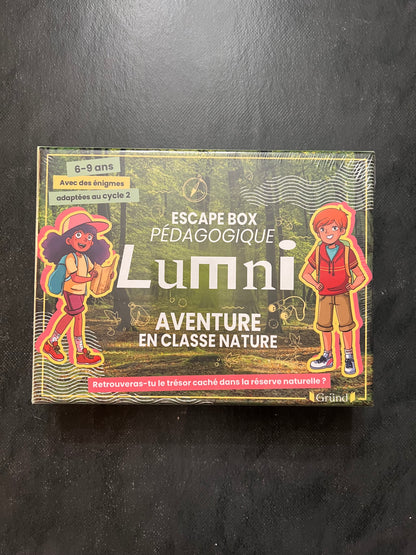 6-9 ans
Avec des énigmes
adaptées au cycle 2
ESCAPE BOX
PÉDAGOGIQUE
Lumni
AVENTURE
EN CLASSE NATURE
Retrouveras-tu le trésor caché dans la réserve naturelle ?
Gründ